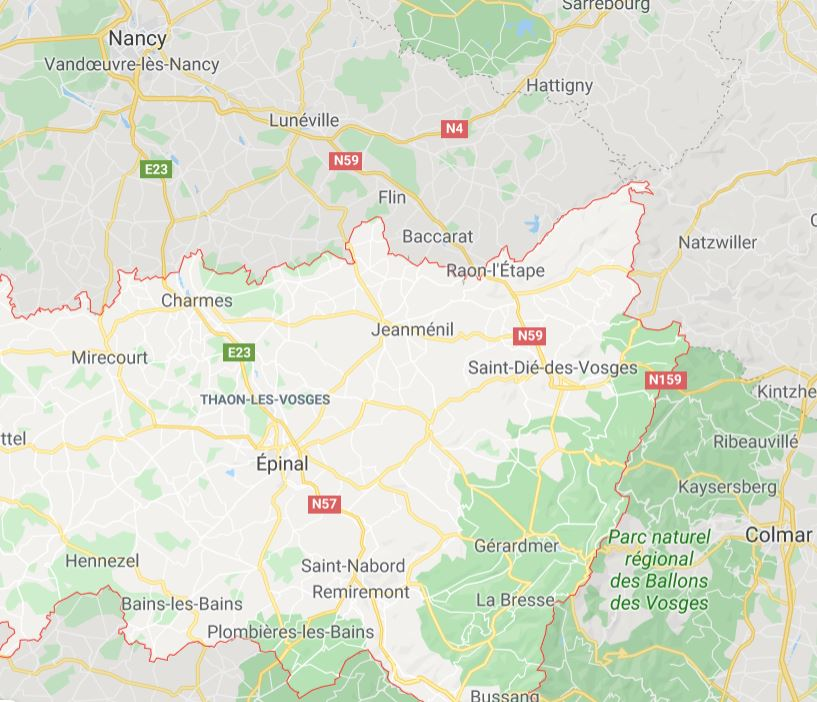 Sarrebourg
Nancy
Vandœuvre-lès-Nancy
Hattigny
Lunéville
N4
N59
E23
Flin
Baccarat
Natzwiller
Raon-l'Étape
Charmes
Jeanménil
N59
E23
Mirecourt
Saint-Dié-des-Vosges
N159
Kintzhe
THAON-LES-VOSGES
ttel
Ribeauvillé
Épinal
Kaysersberg
N57
Colmar
Parc naturel
régional
des Ballons
des Vosges
Gérardmer
Hennezel
Saint-Nabord
Remiremont
La Bresse
Bains-les-Bains
Plombières-les-Bains
Bussang